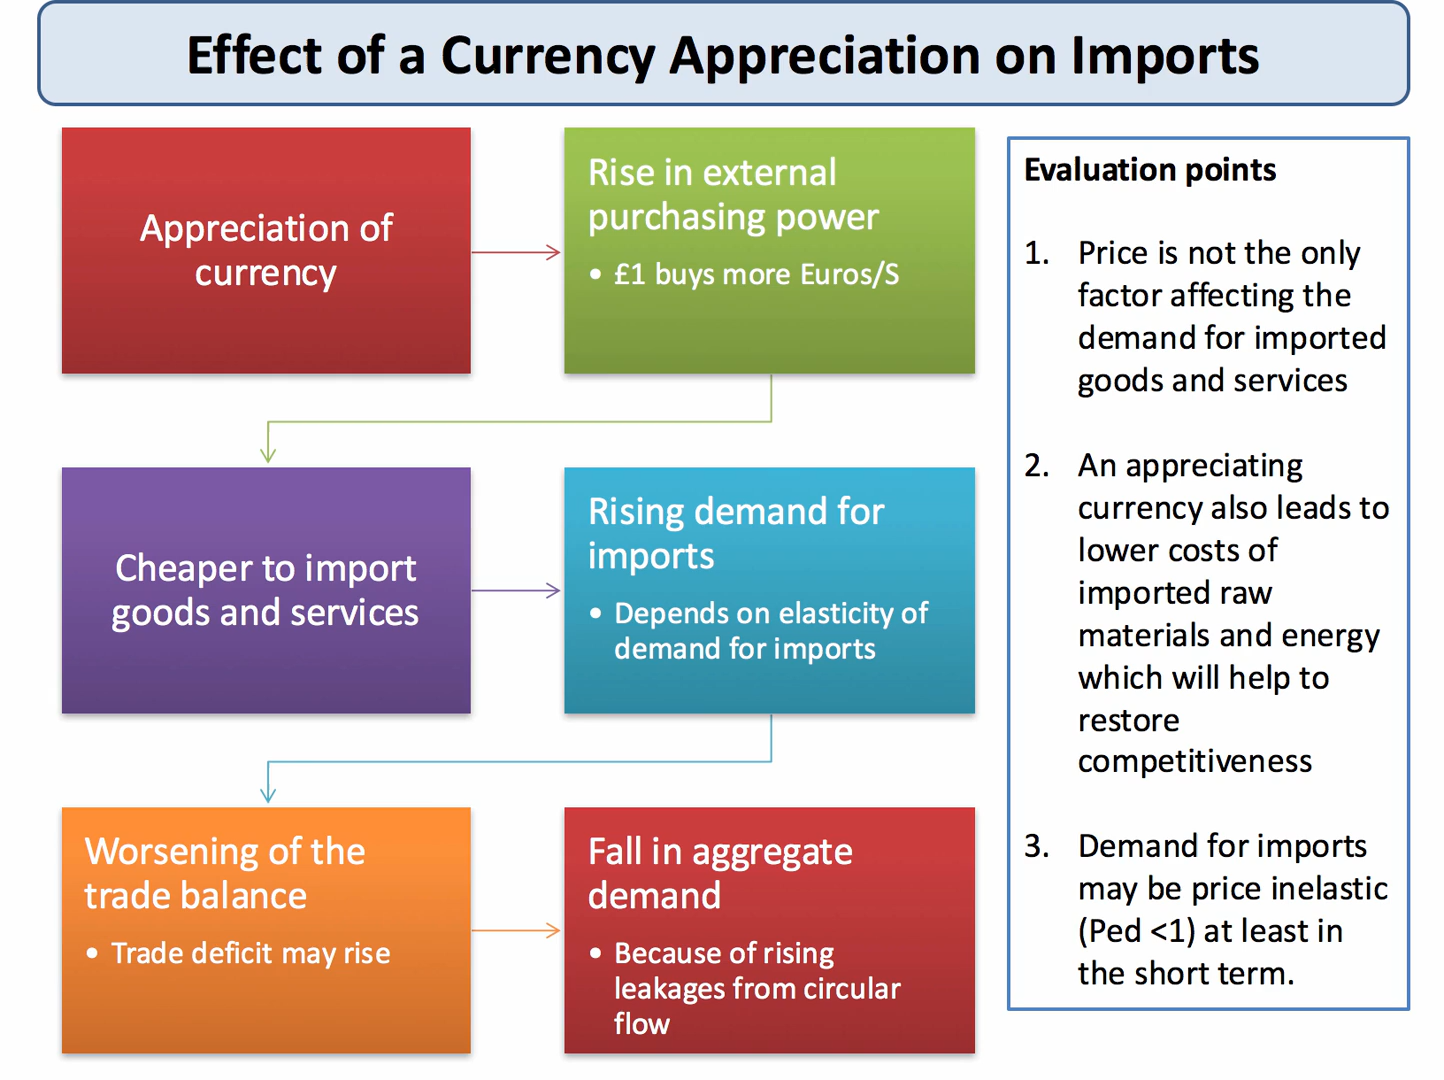 Effect of a Currency Appreciation on Imports
Appreciation of
currency
Rise in external
purchasing power
• £1 buys more Euros/S
Cheaper to import
goods and services
Rising demand for
imports
• Depends on elasticity of
demand for imports
Worsening of the
trade balance
• Trade deficit may rise
Fall in aggregate
demand
• Because of rising
leakages from circular
flow
Evaluation points
1. Price is not the only
factor affecting the
demand for imported
goods and services
2. An appreciating
currency also leads to
lower costs of
imported raw
materials and energy
which will help to
restore
competitiveness
3. Demand for imports
may be price inelastic
(Ped <1) at least in
the short term.